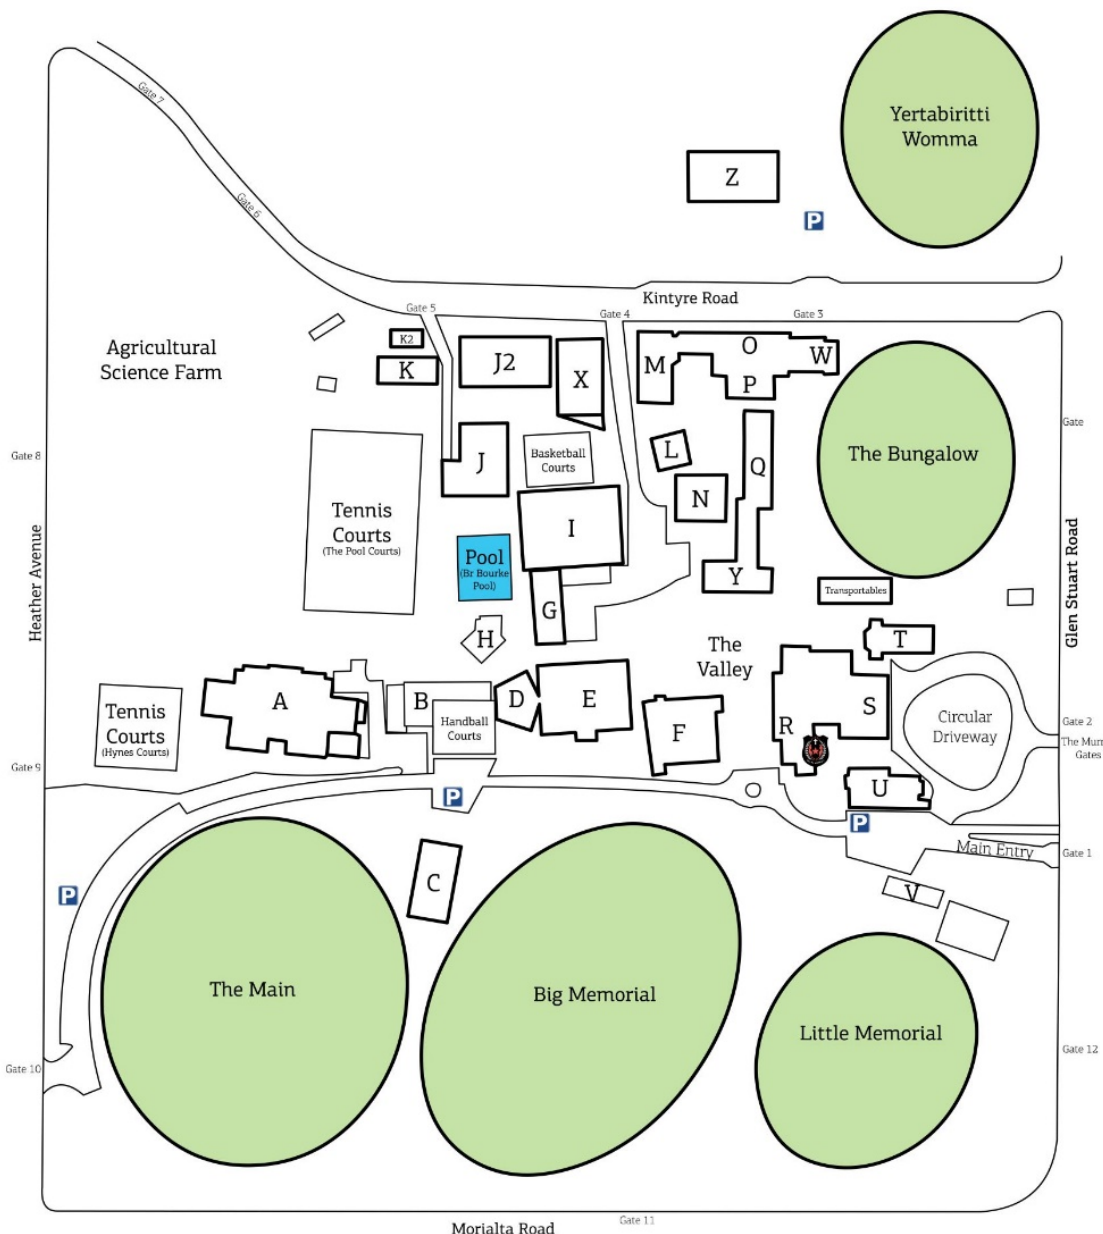 Gate 7
Yertabiritti
Womma
Z
P
Gate 6
Kintyre Road
Gate 5
Gate 4
Gate 3
Agricultural
Science Farm
K2
K
J2
X
M
O
W
P
The Bungalow
Gate
Gate 8
J
Basketball
Courts
L
Q
N
Tennis
Courts
(The Pool Courts)
I
Pool
(Br Bourke
Pool)
Heather Avenue
Glen Stuart Road
Y
Transportables
G
H
T
The
Valley
A
B
D
E
F
R
S
Handball
Courts
Tennis
Courts
(Hynes Courts)
Circular
Driveway
Gate 2
The Mur
Gates
Gate 9
U
P
P
Main Entry
Gate 1
C
V
P
The Main
Big Memorial
Little Memorial
Gate 12
Gate 10
Gate 11
Morialta Road